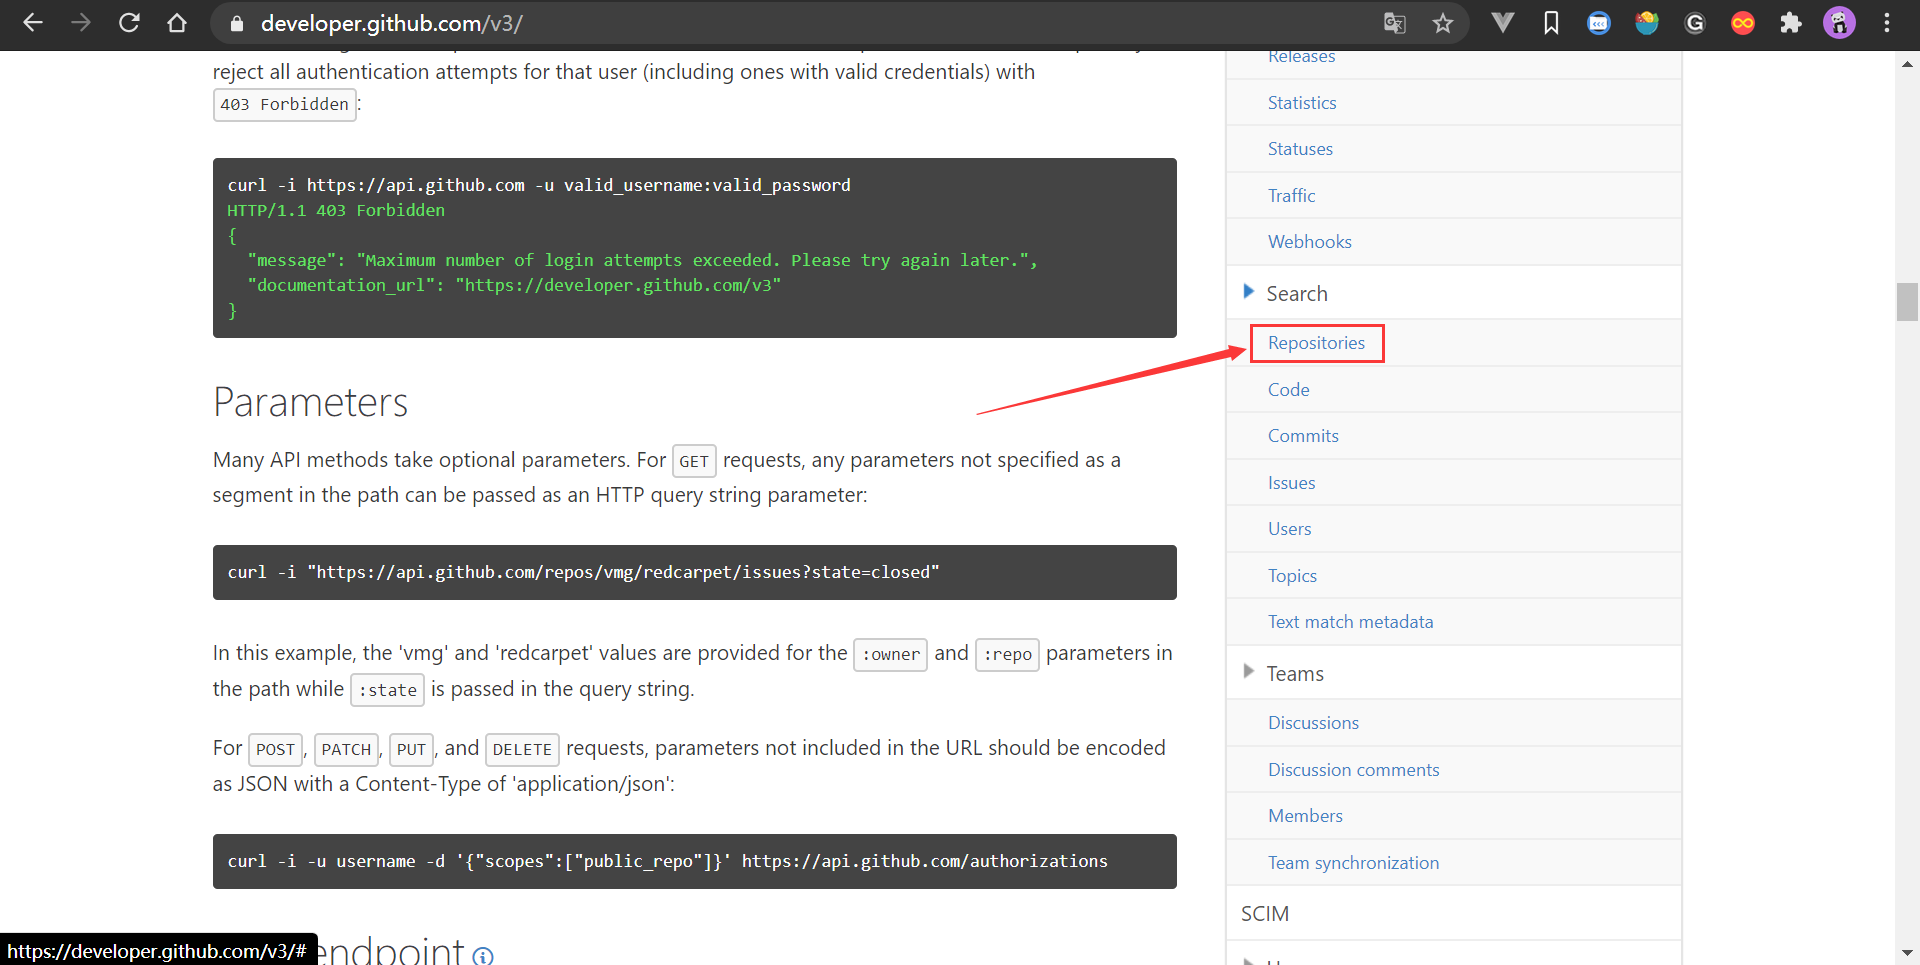 developer.github.com/v3/
reject all authentication attempts for that user (including ones with valid credentials) with
403 Forbidden :
curl -i https://api.github.com -u valid_username:valid_password
HTTP/1.1 403 Forbidden
{
"message": "Maximum number of login attempts exceeded. Please try again later.",
"documentation_url": "https://developer.github.com/v3"
}
Parameters
Many API methods take optional parameters. For GET requests, any parameters not specified as a
segment in the path can be passed as an HTTP query string parameter:
curl -i "https://api.github.com/repos/vmg/redcarpet/issues?state=closed"
In this example, the 'vmg' and 'redcarpet' values are provided for the :owner and :repo parameters in
the path while :state is passed in the query string.
For POST, PATCH, PUT, and DELETE requests, parameters not included in the URL should be encoded
as JSON with a Content-Type of 'application/json':
curl -i -u username -d '{"scopes":["public_repo"]}' https://api.github.com/authorizations
endpoint
https://developer.github.com/v3/#
Releases
Statistics
Statuses
Traffic
Webhooks
Search
Repositories
Code
Commits
Issues
Users
Topics
Text match metadata
Teams
Discussions
Discussion comments
Members
Team synchronization
SCIM